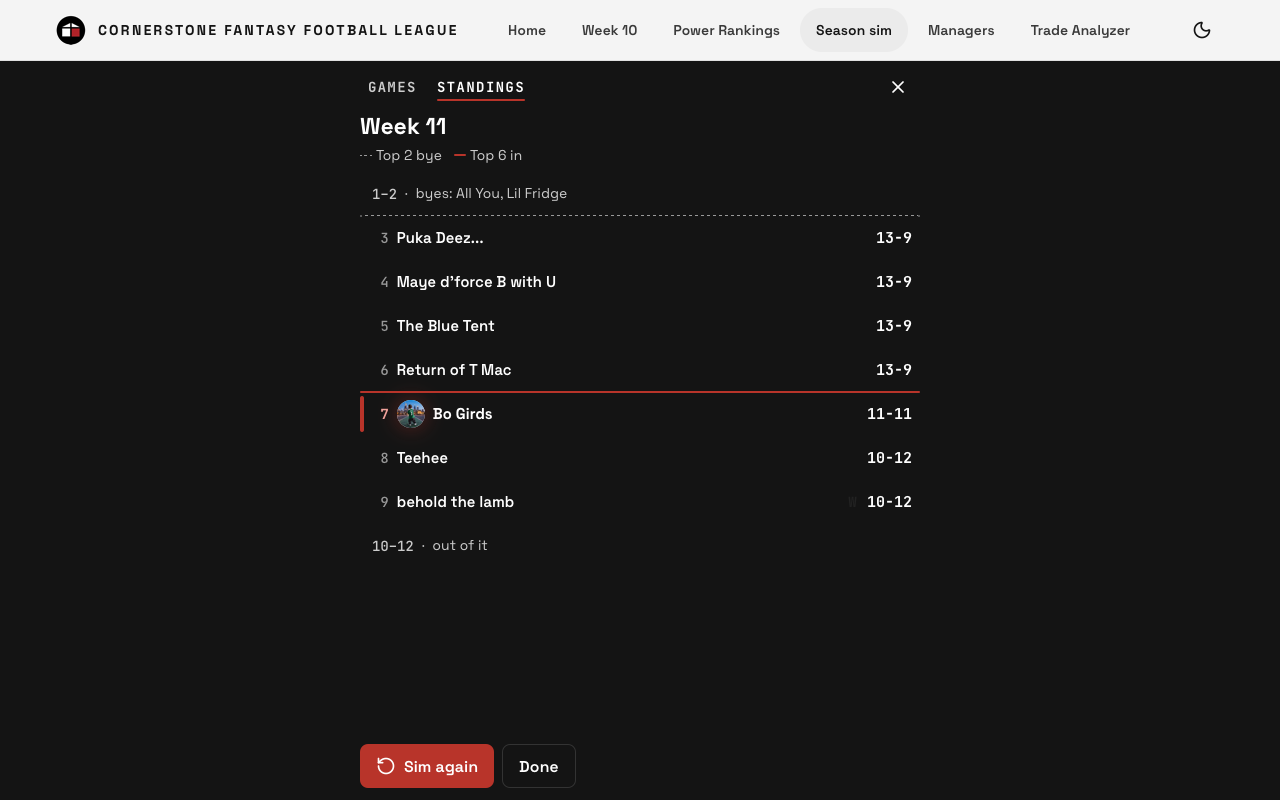 CORNERSTONE FANTASY FOOTBALL LEAGUE Home Week 10 Power Rankings Season sim Managers Trade Analyzer
GAMES STANDINGS
Week 11
Top 2 bye Top 6 in
1–2 · byes: All You, Lil Fridge
3 Puka Deez... 13-9
4 Maye d'force B with U 13-9
5 The Blue Tent 13-9
6 Return of T Mac 13-9
7 Bo Girds 11-11
8 Teehee 10-12
9 behold the lamb W 10-12
10–12 · out of it
Sim again Done